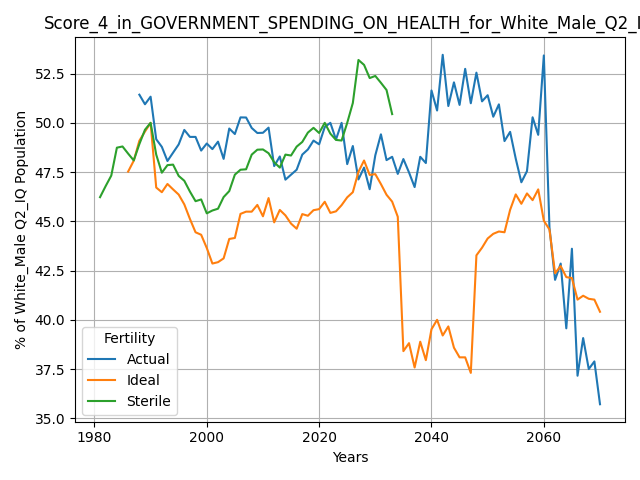 Score_4_in_GOVERNMENT_SPENDING_ON_HEALTH_for_White_Male_Q2_I
% of White_Male Q2_IQ Population
52.5
50.0
47.5
45.0
42.5
40.0
37.5
35.0
Fertility
Actual
Ideal
Sterile
1980
2000
2020
2040
2060
Years